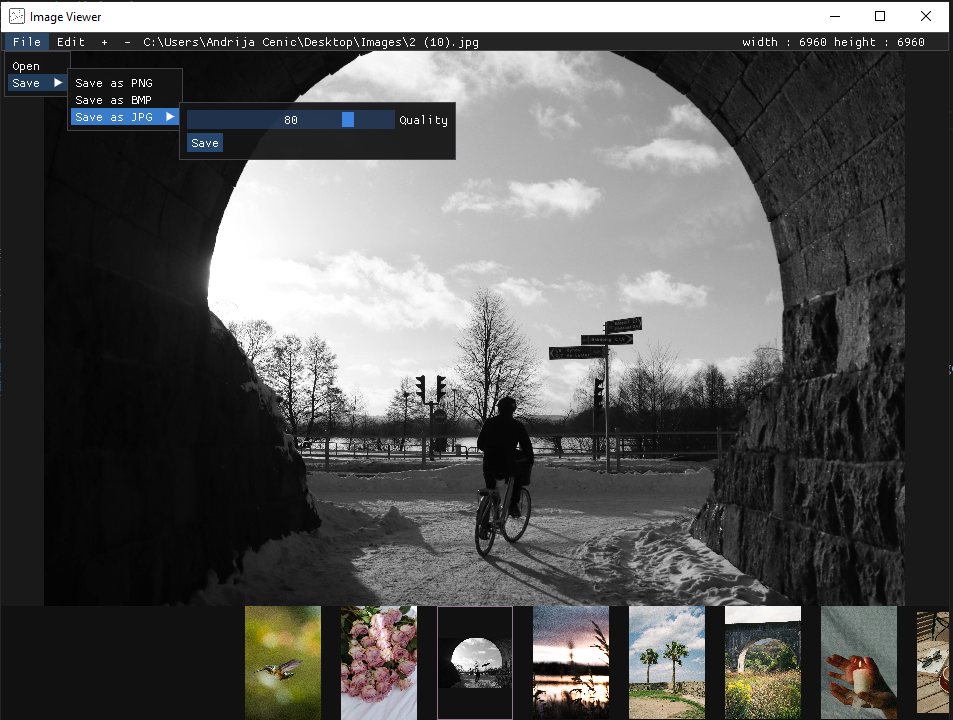 Image Viewer
File Edit + - C:\Users\Andrija Cenic\Desktop\Images\2 (10).jpg width : 6960 height : 6960
Open
Save
Save as PNG
Save as BMP
Save as JPG
80 Quality
Save